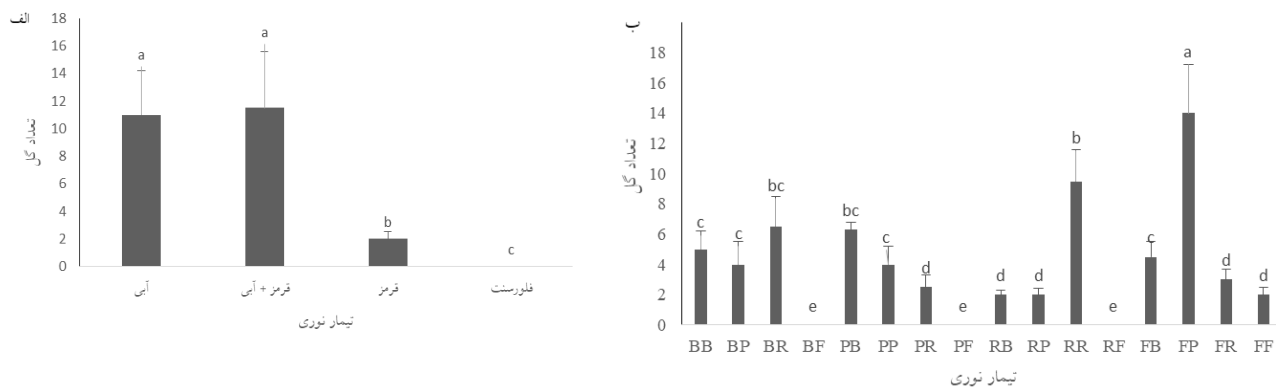 الف
18
16
14
12
10
8
6
4
2
0
تعداد گل
a
a
b
c
آبی
قرمز + آبی
قرمز
فلورسنت
تیمار نوری
ب
18
16
14
12
10
8
6
4
2
0
تعداد گل
c
c
bc
e
bc
c
d
e
d
d
b
e
c
a
d
d
BB BP BR BF PB PP PR PF RB RP RR RF FB FP FR FF
تیمار نوری